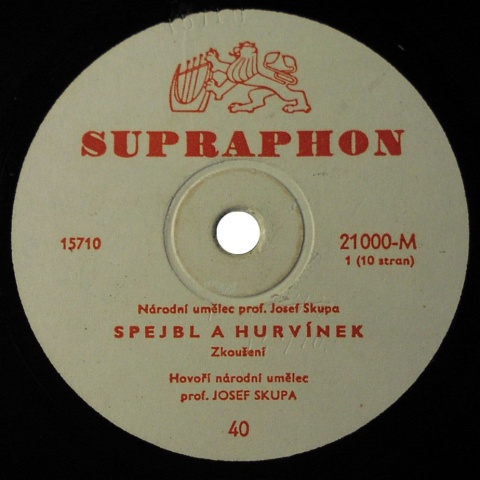 SUPRAPHON
15710
21000-M
1 (10 stran)
Národní umělec prof. Josef Skupa
SPEJBL A HURVÍNEK
Zkoušení
Hovoří národní umělec
prof. JOSEF SKUPA
40